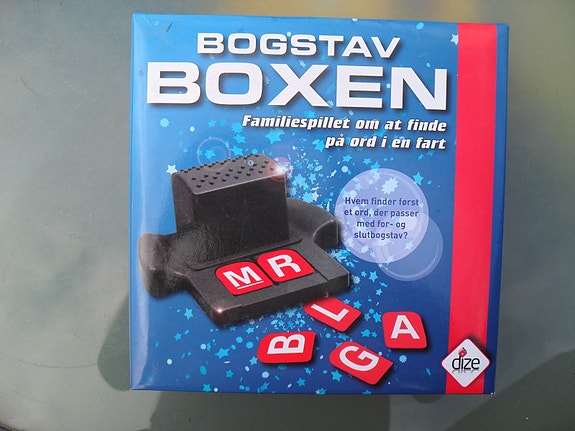 BOGSTAV
BOXEN
Familiespillet om at finde
på ord i en fart
Hvem finder først
et ord, der passer
med for- og
slutbogstav?
M R
B L G A
dize